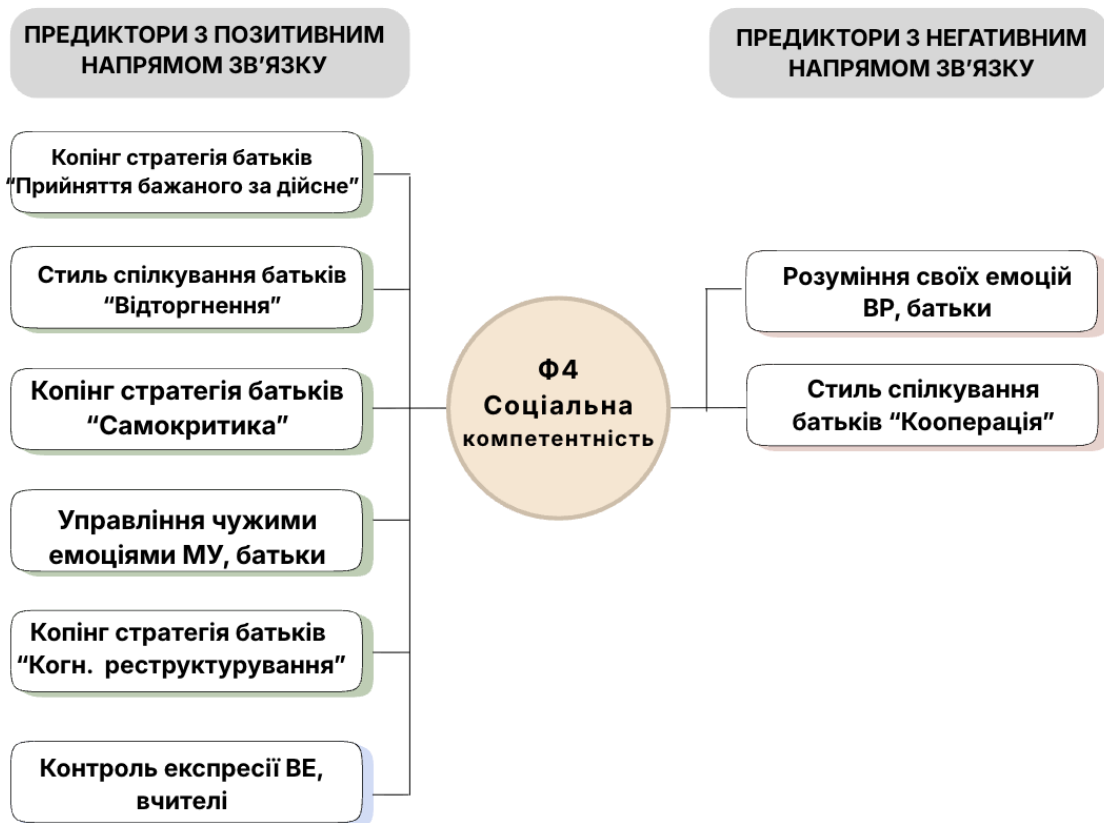 ПРЕДИКТОРИ З ПОЗИТИВНИМ
НАПРЯМОМ ЗВ’ЯЗКУ
ПРЕДИКТОРИ З НЕГАТИВНИМ
НАПРЯМОМ ЗВ’ЯЗКУ
Копінг стратегія батьків
“Прийняття бажаного за дійсне”
Стиль спілкування батьків
“Відторгнення”
Копінг стратегія батьків
“Самокритика”
Управління чужими
емоціями МУ, батьки
Копінг стратегія батьків
“Когн. реструктурування”
Контроль експресії ВЕ,
вчителі
Ф4
Соціальна
компетентність
Розуміння своїх емоцій
ВР, батьки
Стиль спілкування
батьків “Кооперація”